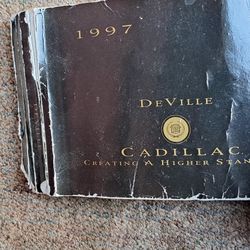 1997
DEVILLE
CADILLAC
CREATING A HIGHER STAN